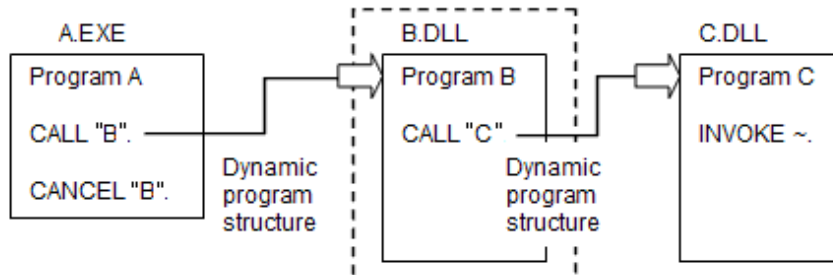 A.EXE
Program A
CALL "B".
CANCEL "B".
Dynamic
program
structure
B.DLL
Program B
CALL "C".
Dynamic
program
structure
C.DLL
Program C
INVOKE ~.